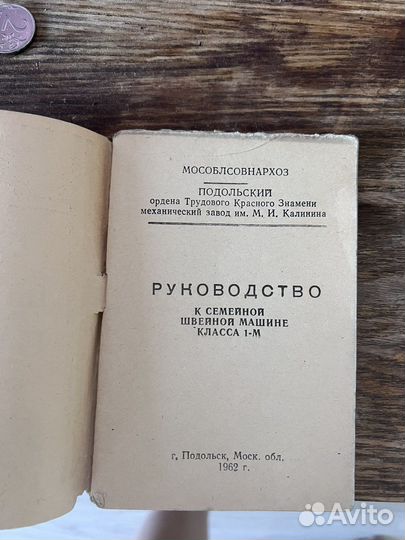 МОСОБЛСОВНАРХОЗ
ПОДОЛЬСКИЙ
ордена Трудового Красного Знамени
механический завод им. М. И. Калинина
РУКОВОДСТВО
К СЕМЕЙНОЙ
ШВЕЙНОЙ МАШИНЕ
КЛАССА 1-М
г. Подольск, Моск. обл.
1962 г.
Avito